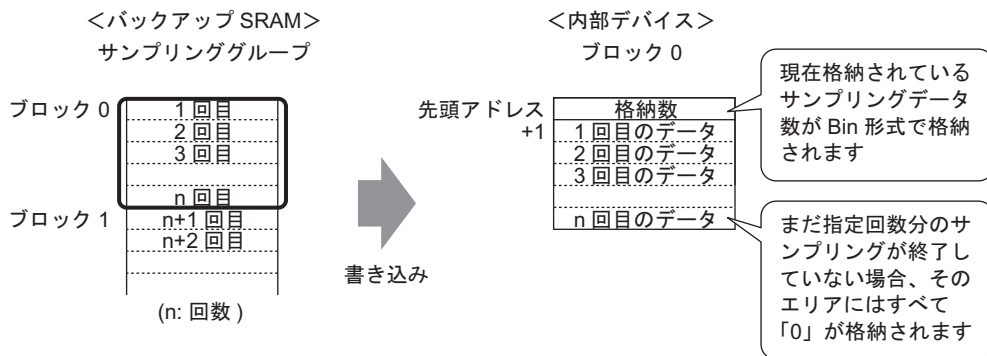 ＜バックアップ SRAM＞
サンプリンググループ
ブロック 0
1 回目
2 回目
3 回目
n 回目
ブロック 1
n+1 回目
n+2 回目
(n: 回数 )
書き込み
＜内部デバイス＞
ブロック 0
先頭アドレス
+1
格納数
1 回目のデータ
2 回目のデータ
3 回目のデータ
n 回目のデータ
現在格納されている
サンプリングデータ
数が Bin 形式で格納
されます
まだ指定回数分のサ
ンプリングが終了し
ていない場合、その
エリアにはすべて
「0」が格納されます